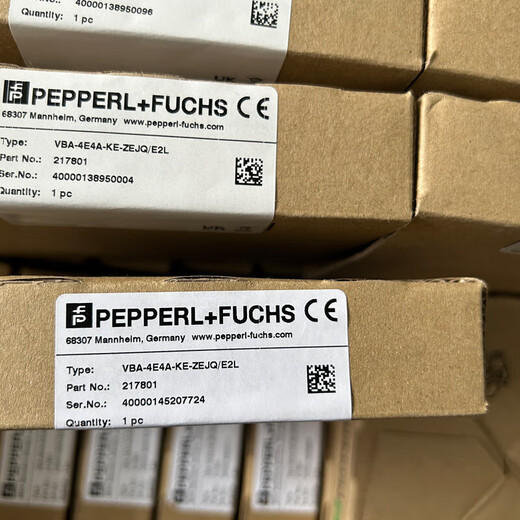 40000138950096
1 pc
PEPPERL+FUCHS CE
68307 Mannheim, Germany www.pepperl-fuchs.com
Type: VBA-4E4A-KE-ZEJQ/E2L
Part No.: 217801
Ser.No.: 40000138950004
Quantity: 1 pc
PEPPERL+FUCHS CE
68307 Mannheim, Germany www.pepperl-fuchs.com
Type: VBA-4E4A-KE-ZEJQ/E2L
Part No.: 217801
Ser.No.: 40000145207724
Quantity: 1 pc